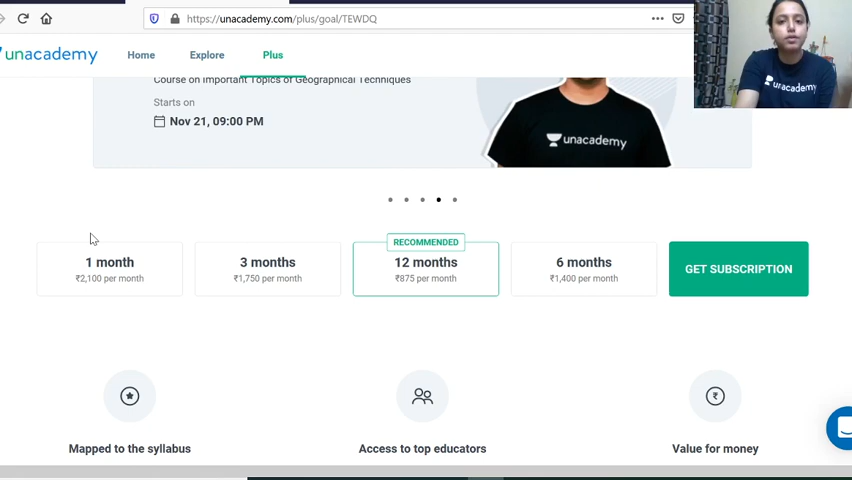 https://unacademy.com/plus/goal/TEWDQ
unacademy
Home
Explore
Plus
unacademy
Course on Important Topics of Geographical Techniques
Starts on
Nov 21, 09:00 PM
unacademy
RECOMMENDED
1 month
₹2,100 per month
3 months
₹1,750 per month
12 months
₹875 per month
6 months
₹1,400 per month
GET SUBSCRIPTION
₹
Mapped to the syllabus
Access to top educators
Value for money